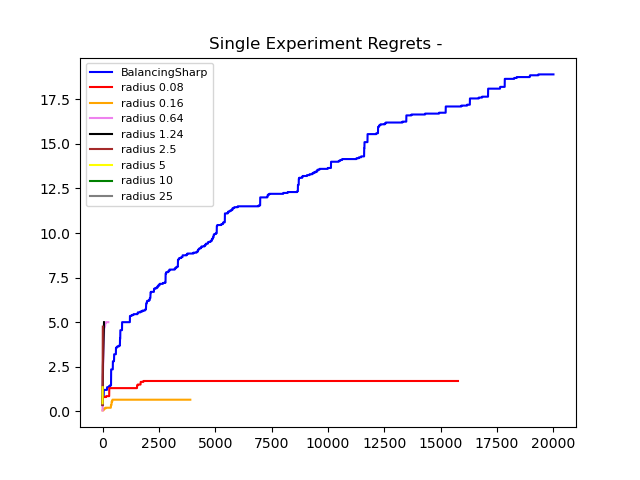 Single Experiment Regrets -
BalancingSharp
radius 0.08
radius 0.16
radius 0.64
radius 1.24
radius 2.5
radius 5
radius 10
radius 25
17.5
15.0
12.5
10.0
7.5
5.0
2.5
0.0
0 2500 5000 7500 10000 12500 15000 17500 20000